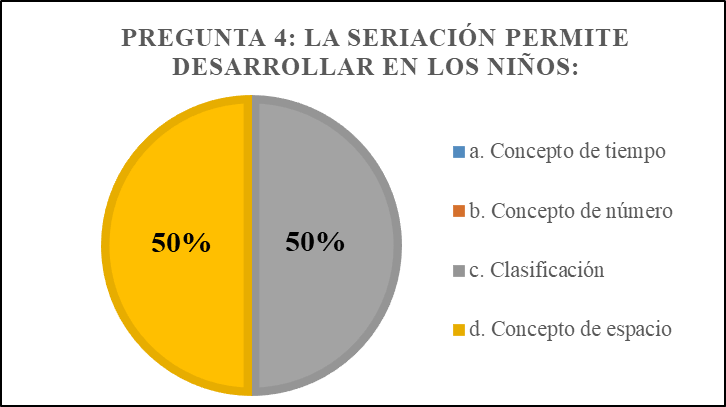 PREGUNTA 4: LA SERIACIÓN PERMITE
DESARROLLAR EN LOS NIÑOS:
50%
50%
a. Concepto de tiempo
b. Concepto de número
c. Clasificación
d. Concepto de espacio